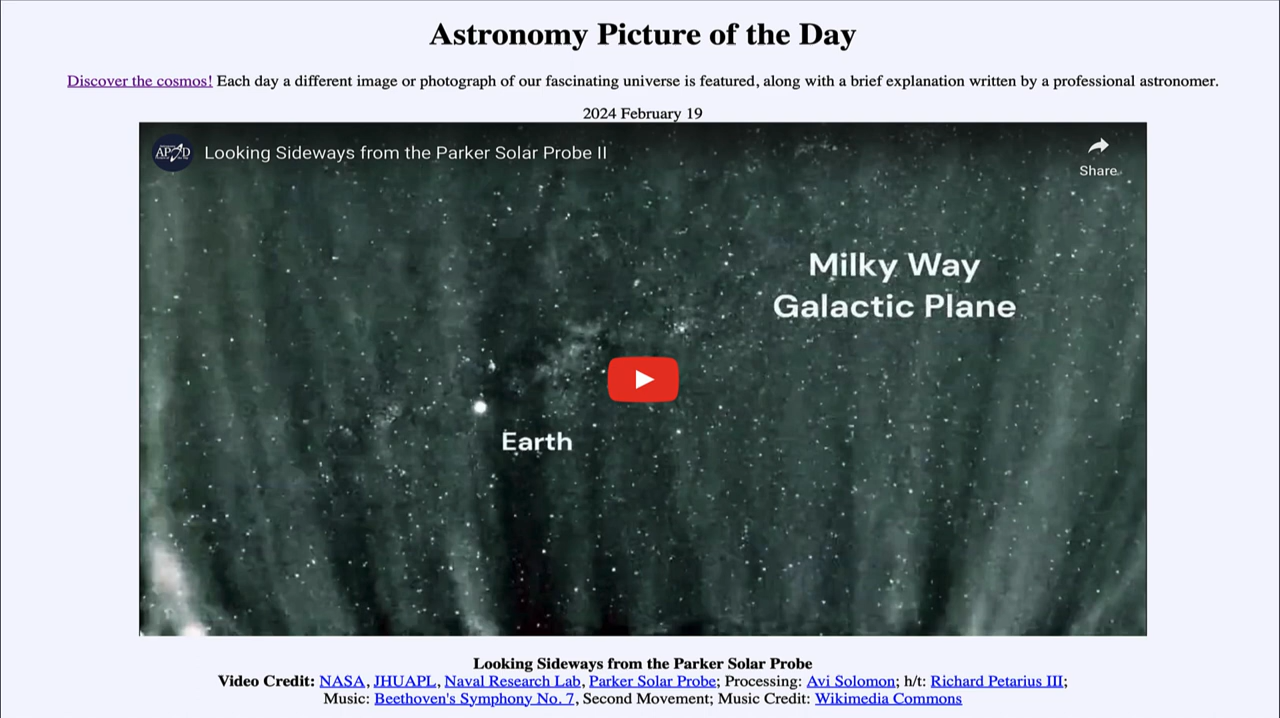 Astronomy Picture of the Day
Discover the cosmos! Each day a different image or photograph of our fascinating universe is featured, along with a brief explanation written by a professional astronomer.
2024 February 19
APOD
Looking Sideways from the Parker Solar Probe II
Share
Milky Way
Galactic Plane
Earth
Looking Sideways from the Parker Solar Probe
Video Credit: NASA, JHUAPL, Naval Research Lab, Parker Solar Probe; Processing: Avi Solomon; h/t: Richard Petarius III;
Music: Beethoven's Symphony No. 7, Second Movement; Music Credit: Wikimedia Commons